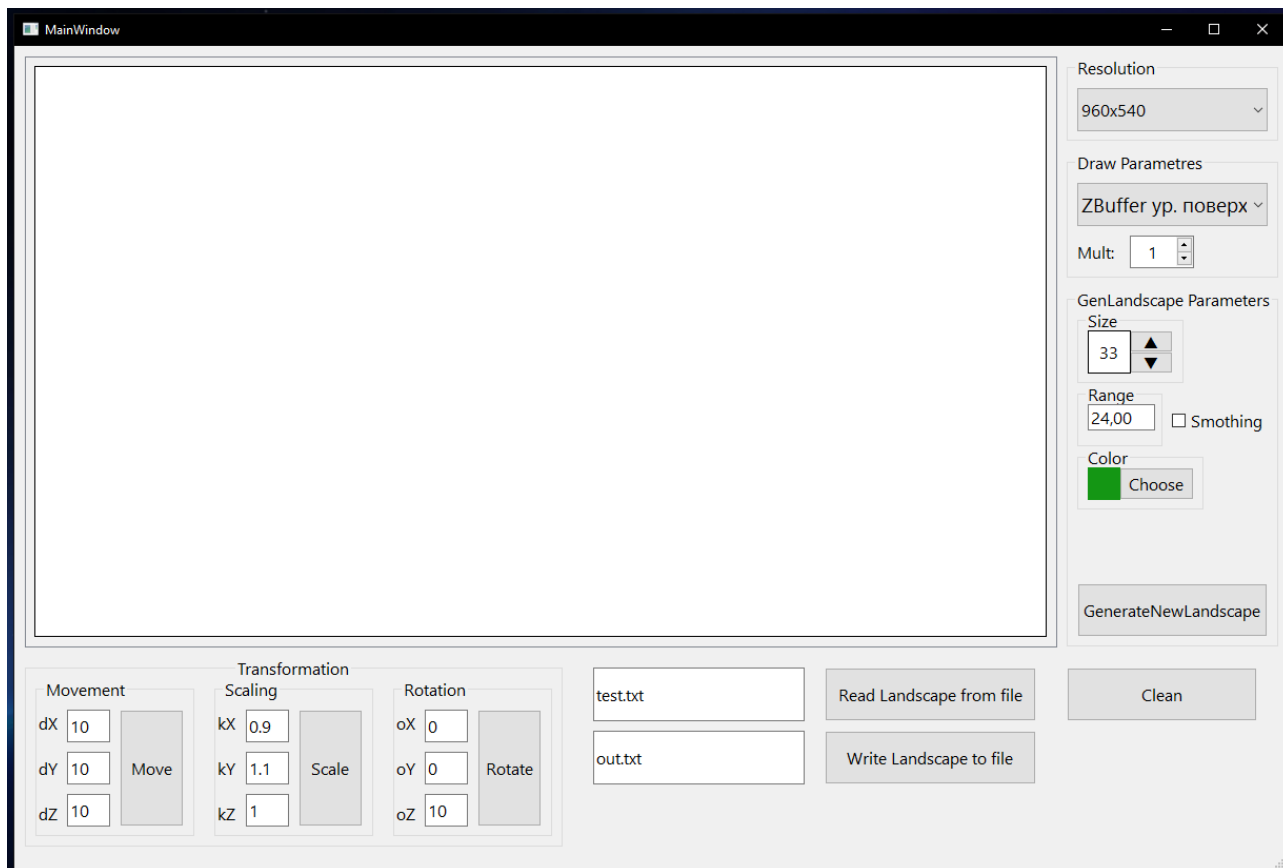 MainWindow
Resolution
960x540
Draw Parametres
ZBuffer ур. поверх
Mult: 1
GenLandscape Parameters
Size
33
Range
24,00
Smothing
Color
Choose
GenerateNewLandscape
Transformation
Movement
dX 10
dY 10
dZ 10
Move
Scaling
kX 0.9
kY 1.1
kZ 1
Scale
Rotation
oX 0
oY 0
oZ 10
Rotate
test.txt
Read Landscape from file
Clean
out.txt
Write Landscape to file